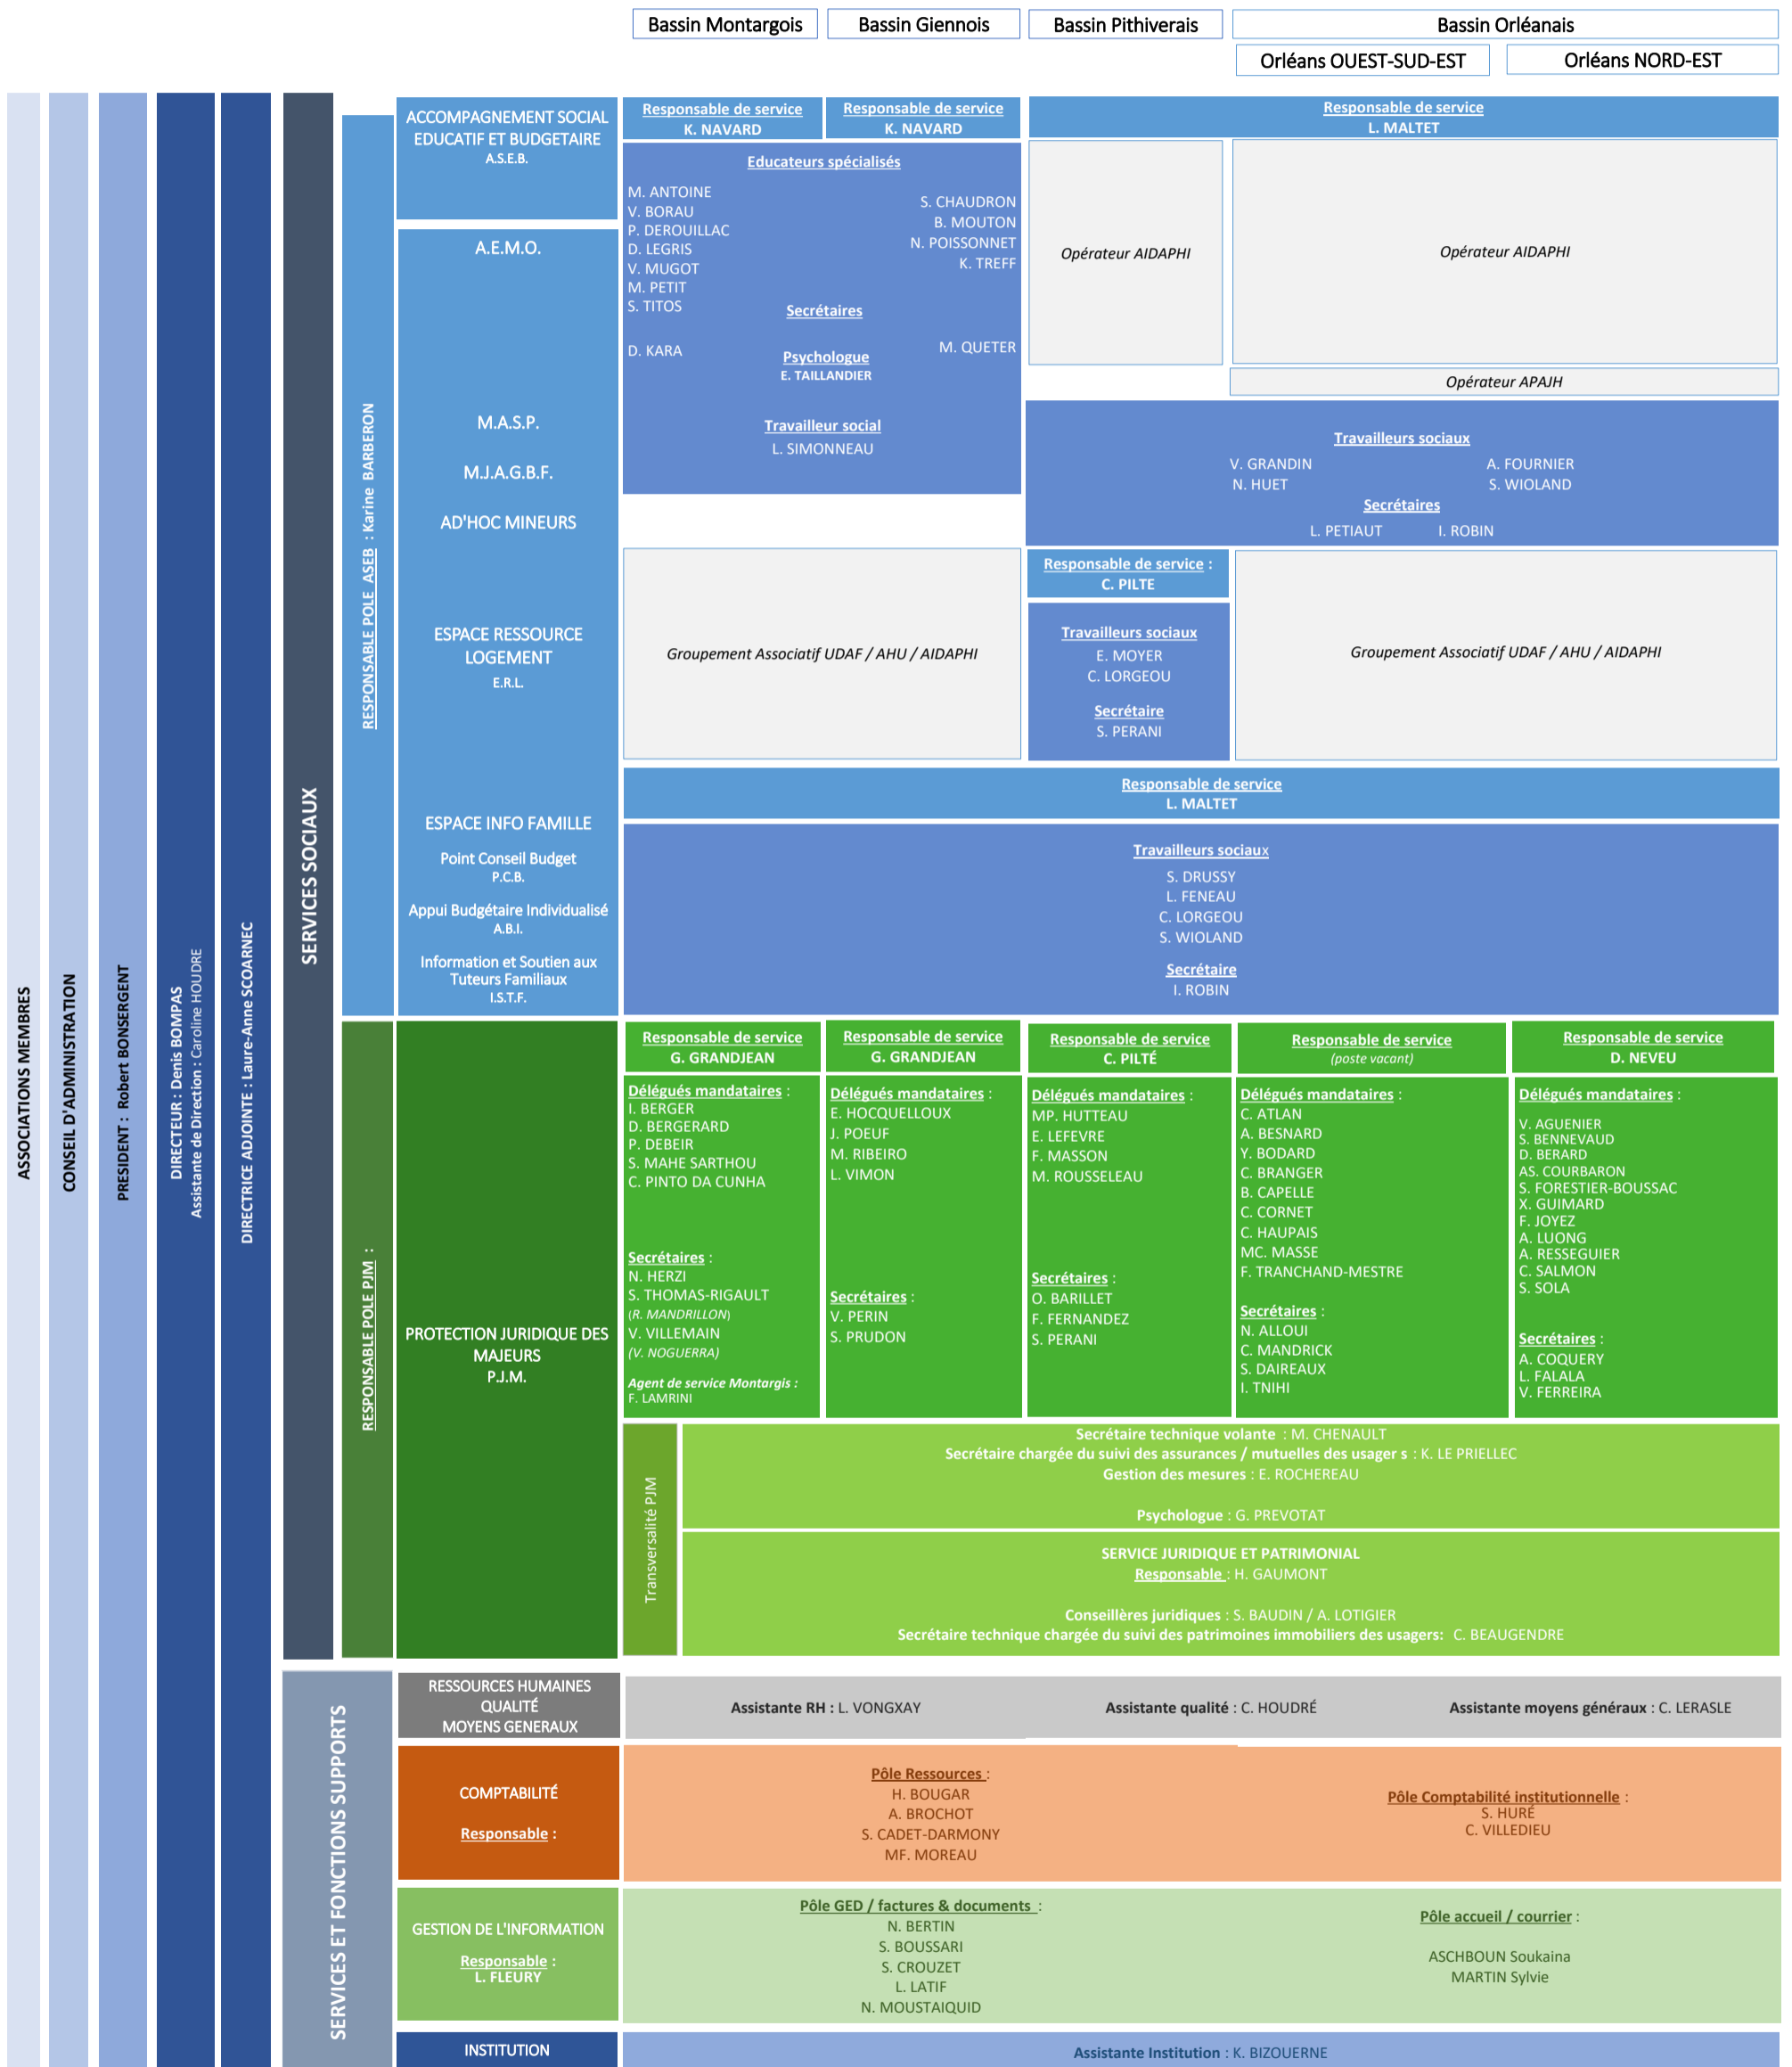 Bassin Montargois
Bassin Giennois
Bassin Pithiverais
Bassin Orléanais
Orléans OUEST-SUD-EST
Orléans NORD-EST
ASSOCIATIONS MEMBRES
CONSEIL D'ADMINISTRATION
PRESIDENT : Robert BONSERGENT
DIRECTEUR : Denis BOMPAS
Assistante de Direction : Caroline HOUDRE
DIRECTRICE ADJOINTE : Laure-Anne SCOARNEC
SERVICES SOCIAUX
RESPONSABLE POLE ASEB : Karine BARBERON
ACCOMPAGNEMENT SOCIAL
EDUCATIF ET BUDGETAIRE
A.S.E.B.
A.E.M.O.
M.A.S.P.
M.J.A.G.B.F.
AD'HOC MINEURS
ESPACE RESSOURCE
LOGEMENT
E.R.L.
ESPACE INFO FAMILLE
Point Conseil Budget
P.C.B.
Appui Budgétaire Individualisé
A.B.I.
Information et Soutien aux
Tuteurs Familiaux
I.S.T.F.
Responsable de service
K. NAVARD
Responsable de service
K. NAVARD
Responsable de service
L. MALTET
Educateurs spécialisés
M. ANTOINE
V. BORAU
P. DEROUILLAC
D. LEGRIS
V. MUGOT
M. PETIT
S. TITOS
S. CHAUDRON
B. MOUTON
N. POISSONNET
K. TREFF
Secrétaires
D. KARA
M. QUETER
Psychologue
E. TAILLANDIER
Travailleur social
L. SIMONNEAU
Opérateur AIDAPHI
Opérateur AIDAPHI
Opérateur APAJH
Travailleurs sociaux
V. GRANDIN
A. FOURNIER
N. HUET
S. WIOLAND
Secrétaires
L. PETIAUT
I. ROBIN
Groupement Associatif UDAF / AHU / AIDAPHI
Responsable de service :
C. PILTE
Travailleurs sociaux
E. MOYER
C. LORGEOU
Secrétaire
S. PERANI
Groupement Associatif UDAF / AHU / AIDAPHI
Responsable de service
L. MALTET
Travailleurs sociaux
S. DRUSSY
L. FENEAU
C. LORGEOU
S. WIOLAND
Secrétaire
I. ROBIN
RESPONSABLE POLE PJM :
PROTECTION JURIDIQUE DES
MAJEURS
P.J.M.
Responsable de service
G. GRANDJEAN
Délégués mandataires :
I. BERGER
D. BERGERARD
P. DEBEIR
S. MAHE SARTHOU
C. PINTO DA CUNHA
Secrétaires :
N. HERZI
S. THOMAS-RIGAULT
(R. MANDRILLON)
V. VILLEMAIN
(V. NOGUERRA)
Agent de service Montargis :
F. LAMRINI
Responsable de service
G. GRANDJEAN
Délégués mandataires :
E. HOCQUELLOUX
J. POEUF
M. RIBEIRO
L. VIMON
Secrétaires :
V. PERIN
S. PRUDON
Responsable de service
C. PILTÉ
Délégués mandataires :
MP. HUTTEAU
E. LEFEVRE
F. MASSON
M. ROUSSELEAU
Secrétaires :
O. BARILLET
F. FERNANDEZ
S. PERANI
Responsable de service
(poste vacant)
Délégués mandataires :
C. ATLAN
A. BESNARD
Y. BODARD
C. BRANGER
B. CAPELLE
C. CORNET
C. HAUPAIS
MC. MASSE
F. TRANCHAND-MESTRE
Secrétaires :
N. ALLOUI
C. MANDRICK
S. DAIREAUX
I. TNIHI
Responsable de service
D. NEVEU
Délégués mandataires :
V. AGUENIER
S. BENNEVAUD
D. BERARD
AS. COURBARON
S. FORESTIER-BOUSSAC
X. GUIMARD
F. JOYEZ
A. LUONG
A. RESSEGUIER
C. SALMON
S. SOLA
Secrétaires :
A. COQUERY
L. FALALA
V. FERREIRA
Transversalité PJM
Secrétaire technique volante : M. CHENAULT
Secrétaire chargée du suivi des assurances / mutuelles des usager s : K. LE PRIELLEC
Gestion des mesures : E. ROCHEREAU
Psychologue : G. PREVOTAT
SERVICE JURIDIQUE ET PATRIMONIAL
Responsable : H. GAUMONT
Conseillères juridiques : S. BAUDIN / A. LOTIGIER
Secrétaire technique chargée du suivi des patrimoines immobiliers des usagers: C. BEAUGENDRE
SERVICES ET FONCTIONS SUPPORTS
RESSOURCES HUMAINES
QUALITÉ
MOYENS GENERAUX
Assistante RH : L. VONGXAY
Assistante qualité : C. HOUDRÉ
Assistante moyens généraux : C. LERASLE
COMPTABILITÉ
Responsable :
Pôle Ressources :
H. BOUGAR
A. BROCHOT
S. CADET-DARMONY
MF. MOREAU
Pôle Comptabilité institutionnelle :
S. HURÉ
C. VILLEDIEU
GESTION DE L'INFORMATION
Responsable :
L. FLEURY
Pôle GED / factures & documents :
N. BERTIN
S. BOUSSARI
S. CROUZET
L. LATIF
N. MOUSTAIQUID
Pôle accueil / courrier :
ASCHBOUN Soukaina
MARTIN Sylvie
INSTITUTION
Assistante Institution : K. BIZOUERNE